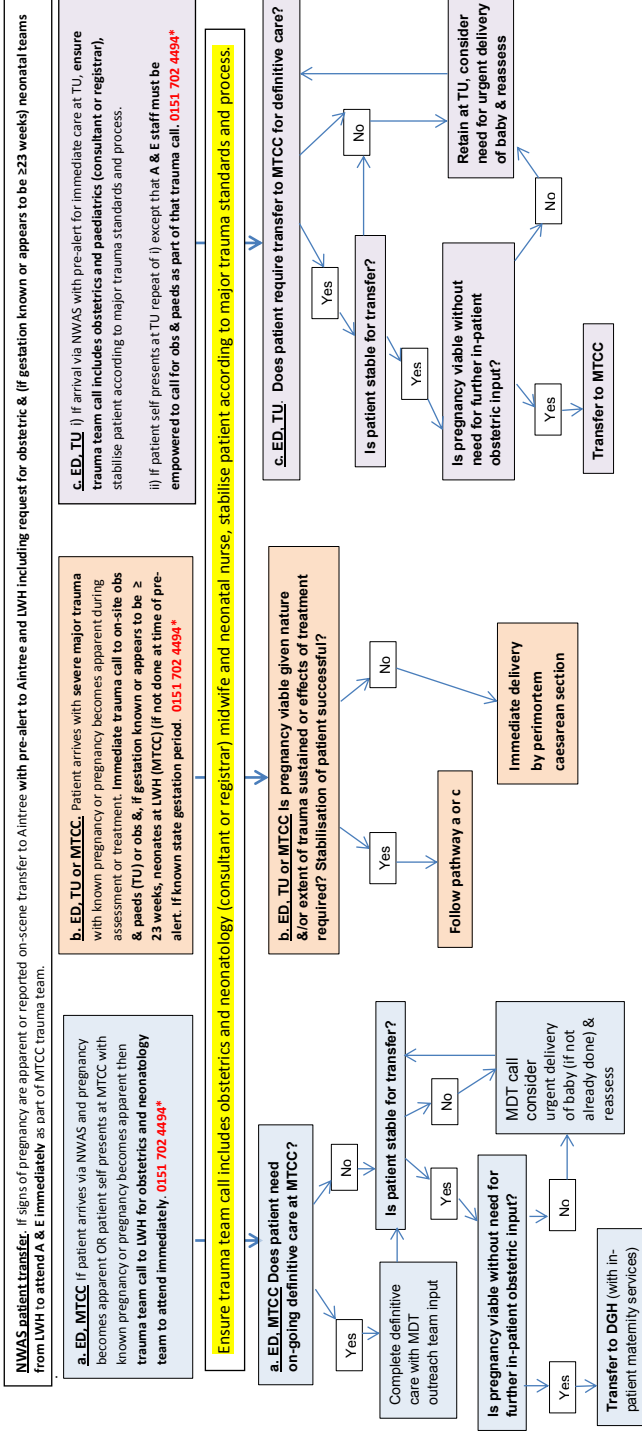 NWAS patient transfer. If signs of pregnancy are apparent or reported on-scene transfer to Aintree with pre-alert to Aintree and LWH including request for obstetric & (if gestation known or appears to be ≥23 weeks) neonatal teams
from LWH to attend A & E immediately as part of MTCC trauma team.
.
a. ED, MTCC If patient arrives via NWAS and pregnancy
becomes apparent OR patient self presents at MTCC with
known pregnancy or pregnancy becomes apparent then
trauma team call to LWH for obstetrics and neonatology
team to attend immediately. 0151 702 4494*
b. ED, TU or MTCC. Patient arrives with severe major trauma
with known pregnancy or pregnancy becomes apparent during
assessment or treatment. Immediate trauma call to on-site obs
& paeds (TU) or obs &, if gestation known or appears to be ≥
23 weeks, neonates at LWH (MTCC) (if not done at time of pre-
alert. If known state gestation period. 0151 702 4494*
c. ED, TU i) If arrival via NWAS with pre-alert for immediate care at TU, ensure
trauma team call includes obstetrics and paediatrics (consultant or registrar),
stabilise patient according to major trauma standards and process.
ii) If patient self presents at TU repeat of i) except that A & E staff must be
empowered to call for obs & paeds as part of that trauma call. 0151 702 4494*
Ensure trauma team call includes obstetrics and neonatology (consultant or registrar) midwife and neonatal nurse, stabilise patient according to major trauma standards and process.
a. ED, MTCC Does patient need
on-going definitive care at MTCC?
Yes
No
Complete definitive
care with MDT
outreach team input
Is patient stable for transfer?
Yes
No
Is pregnancy viable without need for
further in-patient obstetric input?
MDT call
consider
urgent delivery
of baby (if not
already done) &
reassess
Yes
No
Transfer to DGH (with in-
patient maternity services)
b. ED, TU or MTCC Is pregnancy viable given nature
&/or extent of trauma sustained or effects of treatment
required? Stabilisation of patient successful?
Yes
No
Follow pathway a or c
Immediate delivery
by perimortem
caesarean section
c. ED, TU. Does patient require transfer to MTCC for definitive care?
Yes
No
Is patient stable for transfer?
Yes
Is pregnancy viable without
need for further in-patient
obstetric input?
Retain at TU, consider
need for urgent delivery
of baby & reassess
Yes
No
Transfer to MTCC